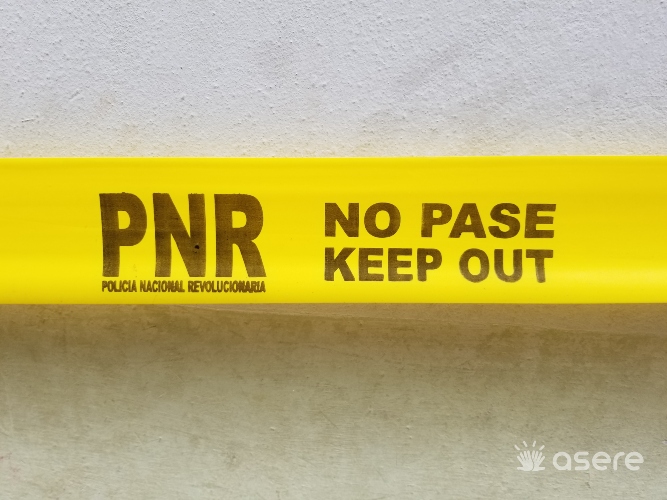 PNR
POLICIA NACIONAL REVOLUCIONARIA
NO PASE
KEEP OUT
asere